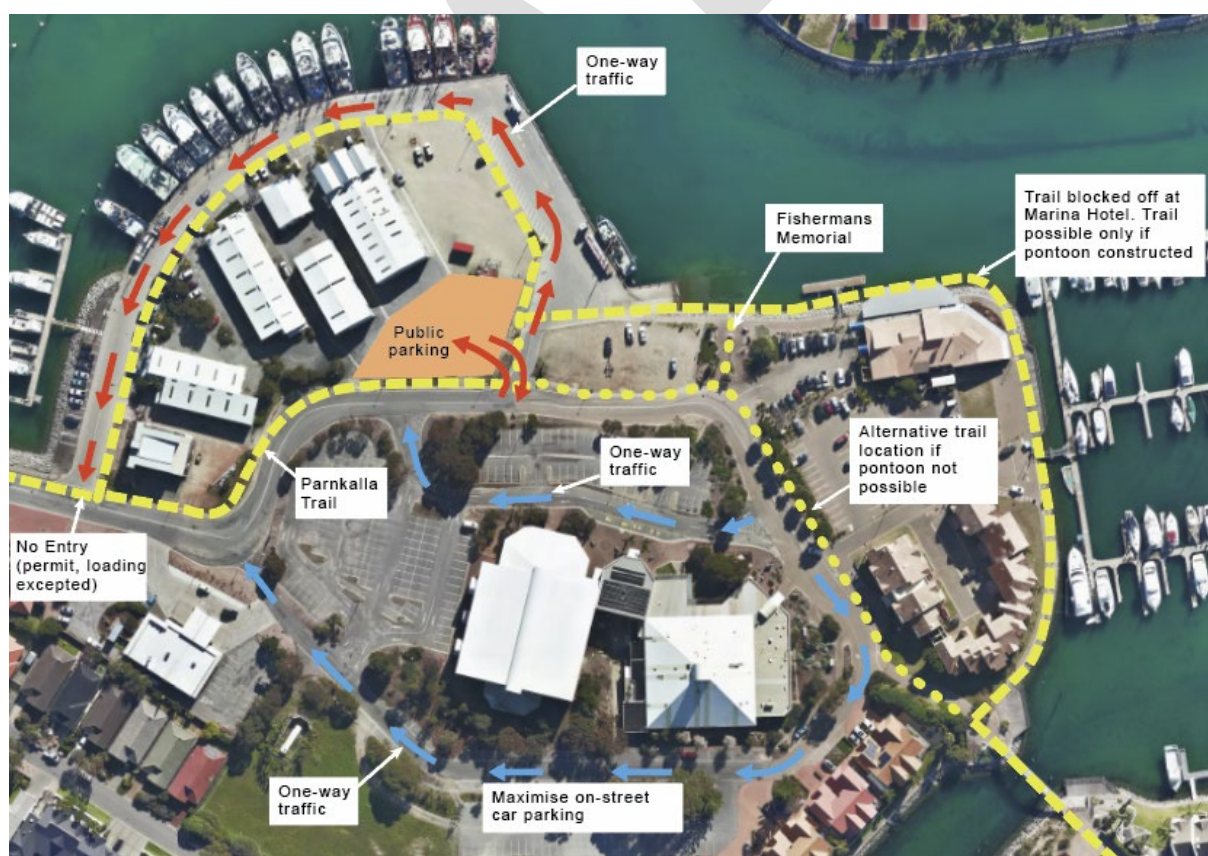 One-way
traffic
Trail blocked off at
Marina Hotel. Trail
possible only if
pontoon constructed
Fishermans
Memorial
Public
parking
Alternative trail
location if
pontoon not
possible
One-way
traffic
Parnkalla
Trail
No Entry
(permit, loading
excepted)
One-way
traffic
Maximise on-street
car parking